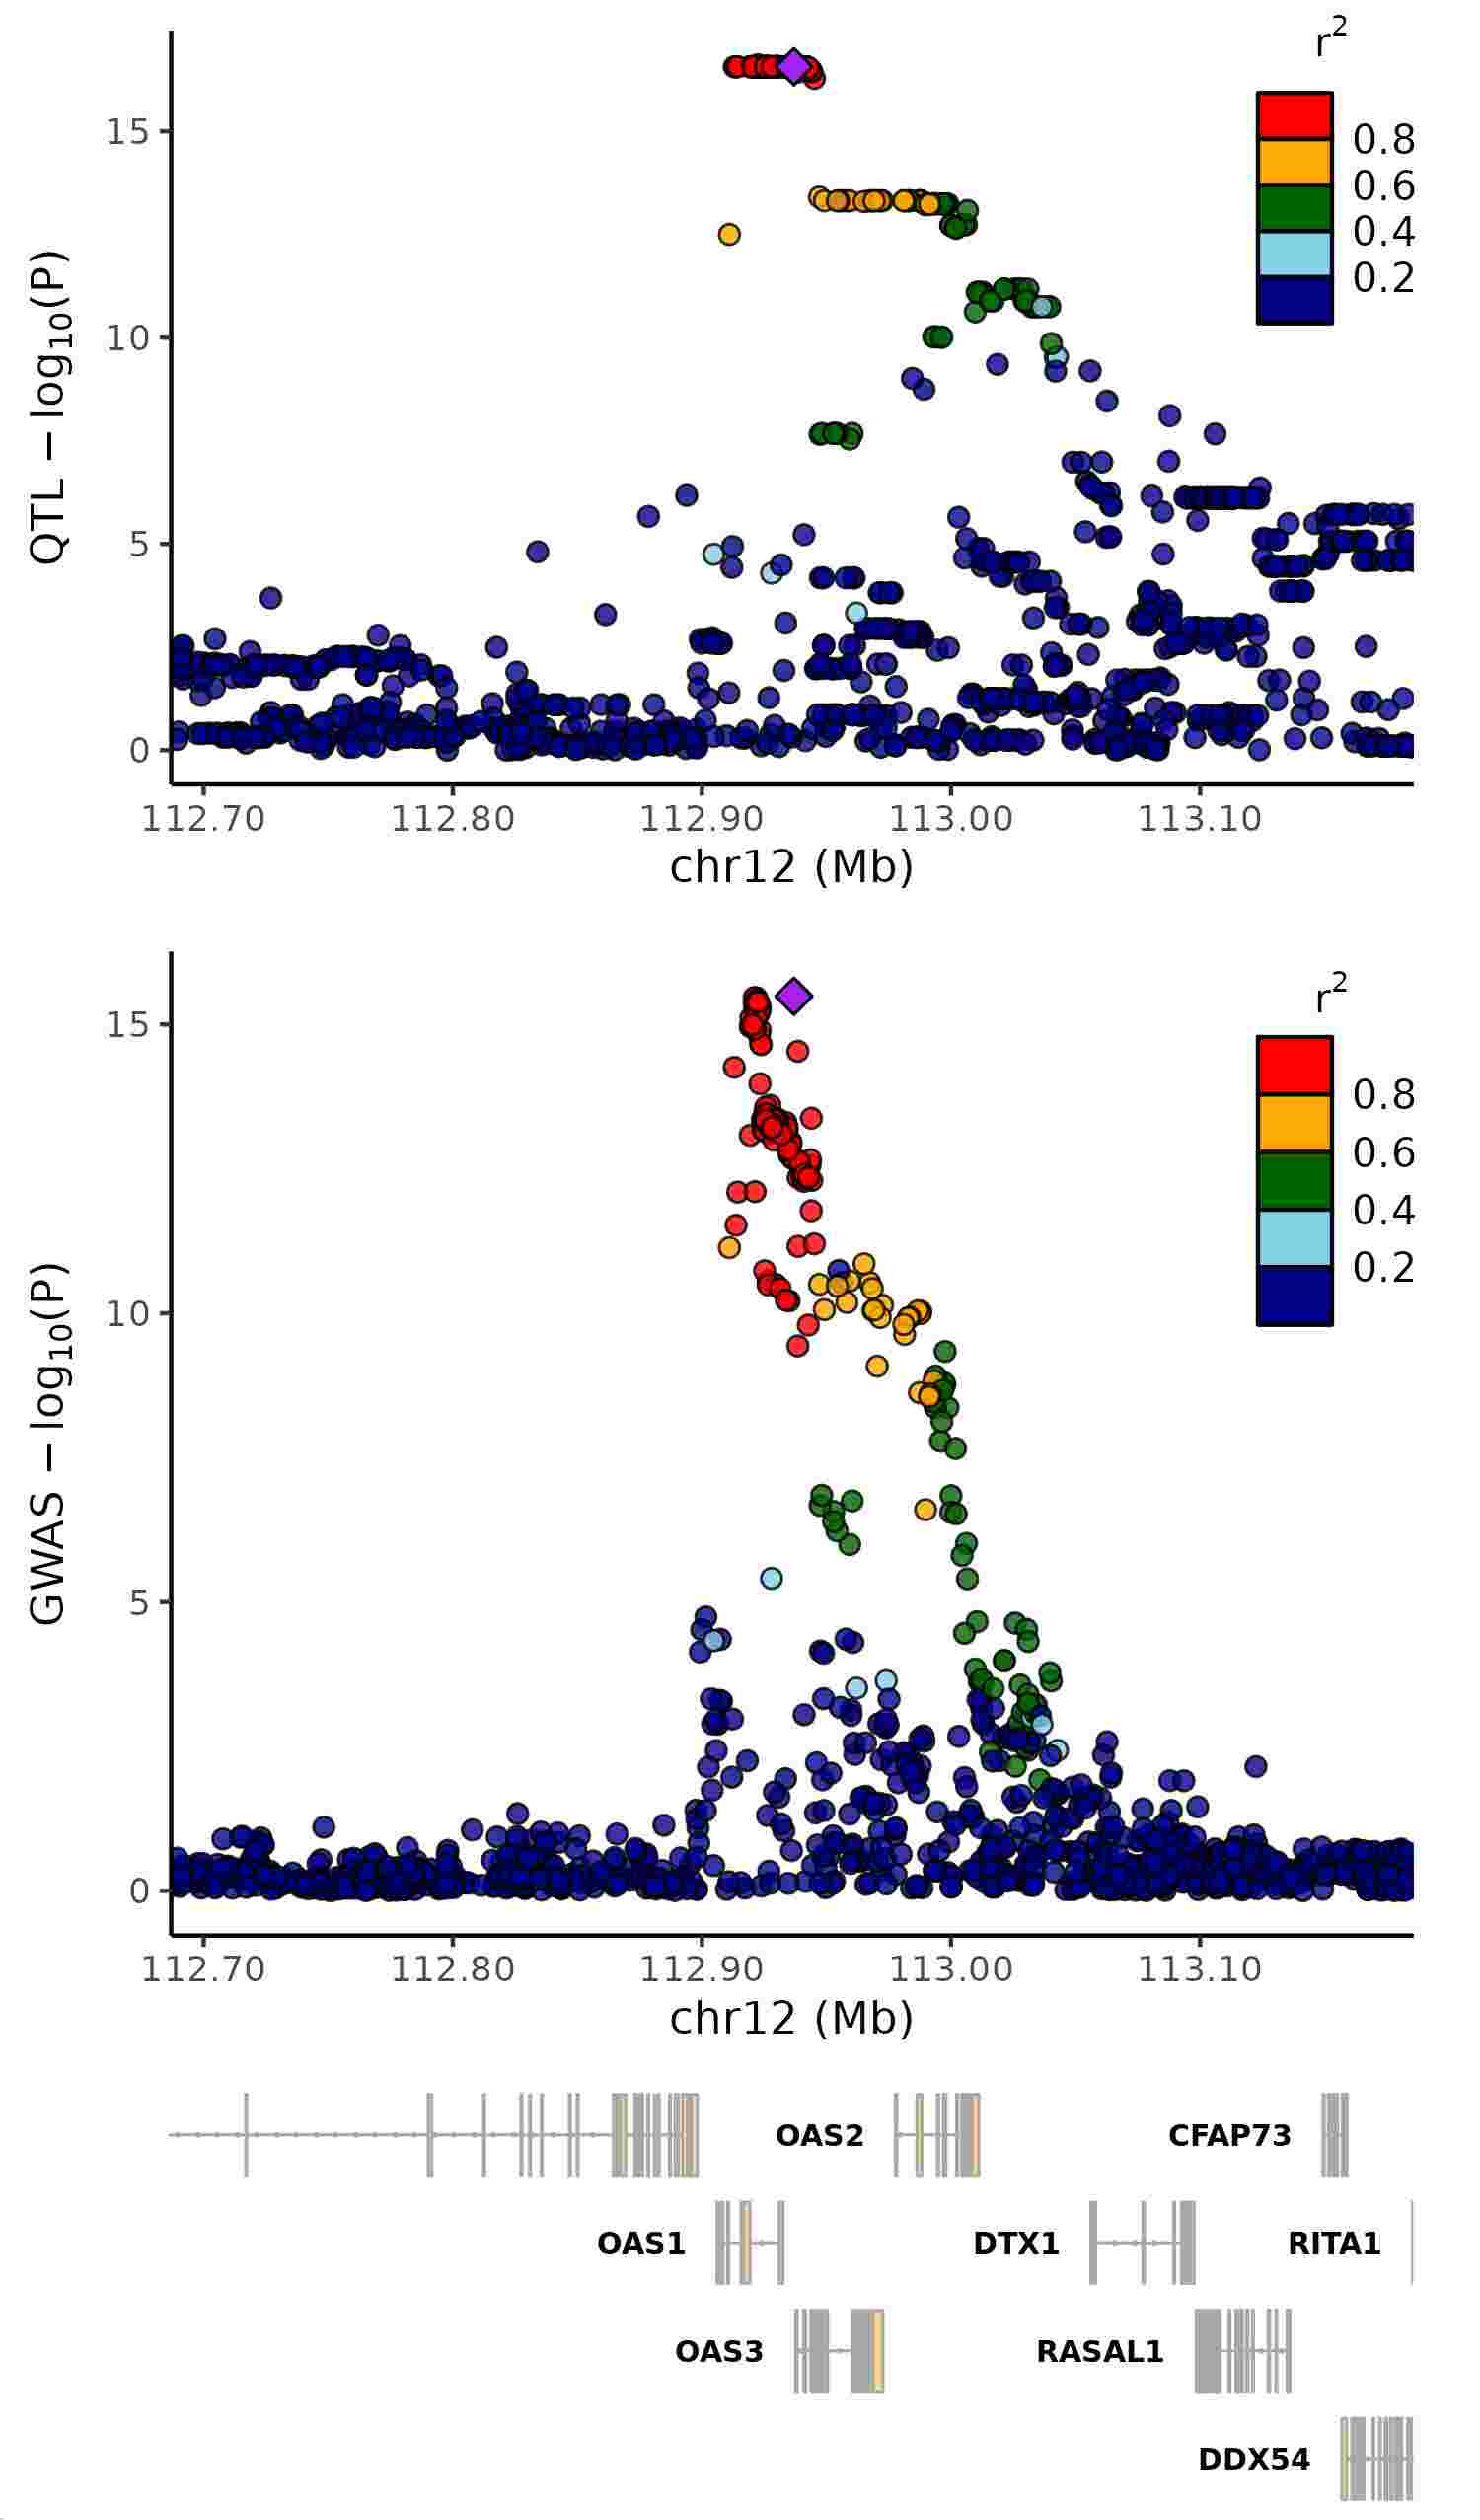 r²
0.8
0.6
0.4
0.2
15
10
5
0
QTL −log₁₀(P)
112.70 112.80 112.90 113.00 113.10
chr12 (Mb)
r²
0.8
0.6
0.4
0.2
15
10
5
0
GWAS −log₁₀(P)
112.70 112.80 112.90 113.00 113.10
chr12 (Mb)
OAS2 CFAP73
OAS1 DTX1 RITA1
OAS3 RASAL1
DDX54